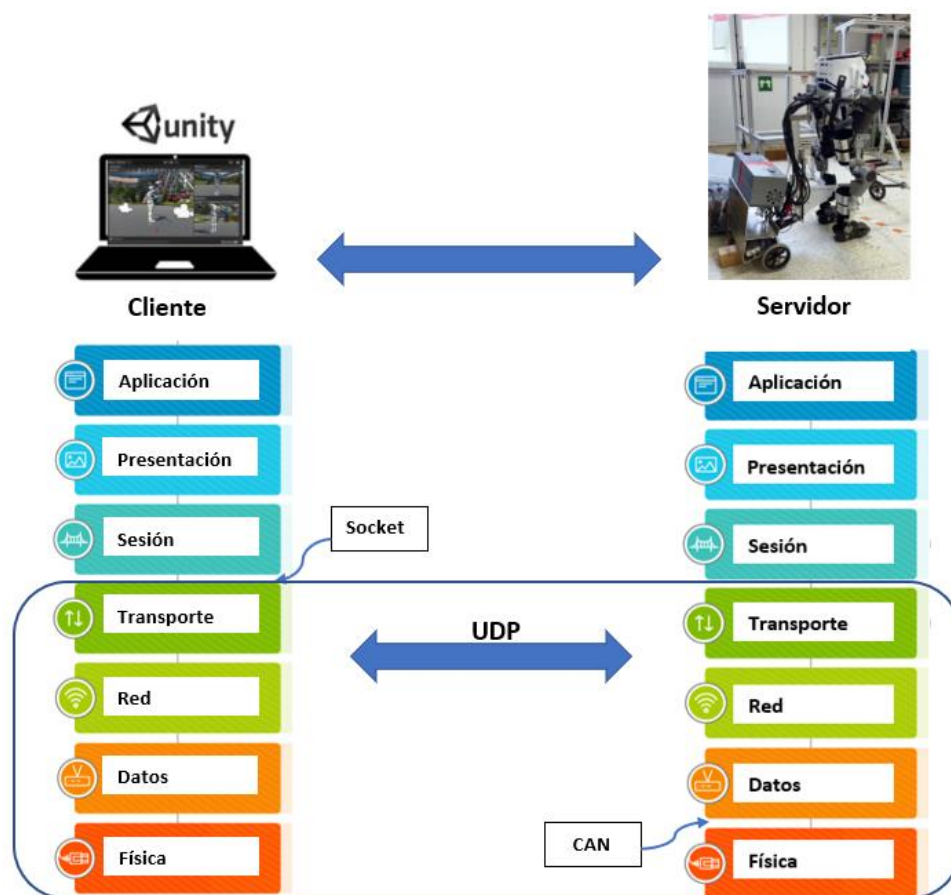 unity
Cliente
Servidor
Aplicación
Aplicación
Presentación
Presentación
Socket
Sesión
Sesión
Transporte
UDP
Transporte
Red
Red
Datos
Datos
CAN
Física
Física